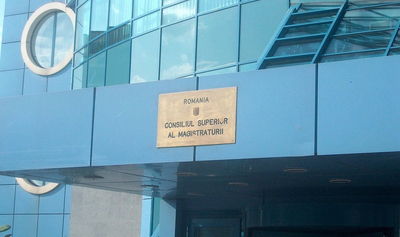 ROMANIA
CONSILIUL SUPERIOR
AL MAGISTRATURII